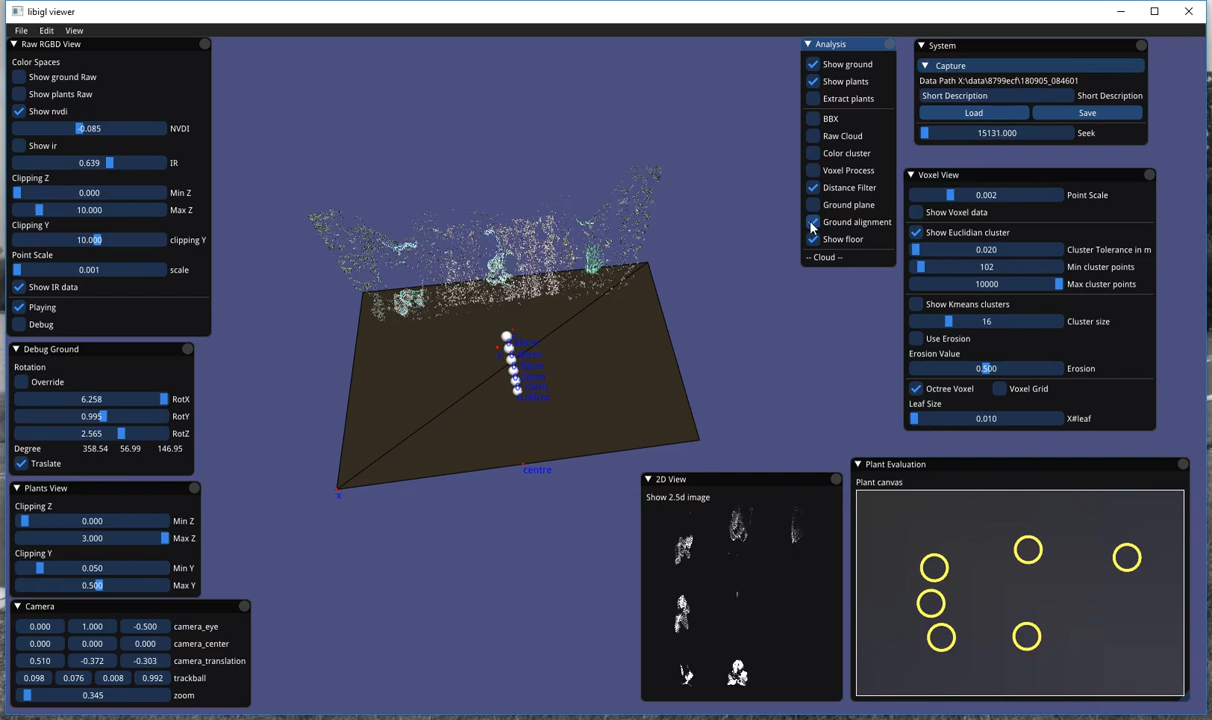 libigl viewer
File Edit View
Raw RGBD View
Color Spaces
Show ground Raw
Show plants Raw
Show nvdi
-0.085 NVDI
Show ir
0.639 IR
Clipping Z
0.000 Min Z
10.000 Max Z
Clipping Y
10.000 clipping Y
Point Scale
0.001 scale
Show IR data
Playing
Debug
Debug Ground
Rotation
Override
6.258 RotX
0.995 RotY
2.565 RotZ
Degree 358.54 56.99 146.95
Traslate
Plants View
Clipping Z
0.000 Min Z
3.000 Max Z
Clipping Y
0.050 Min Y
0.500 Max Y
Camera
0.000 1.000 -0.500 camera_eye
0.000 0.000 0.000 camera_center
0.510 -0.372 -0.303 camera_translation
0.098 0.076 0.008 0.992 trackball
0.345 zoom
centre
x
Analysis
Show ground
Show plants
Extract plants
BBX
Raw Cloud
Color cluster
Voxel Process
Distance Filter
Ground plane
Ground alignment
Show floor
-- Cloud --
System
Capture
Data Path X:\data\8799ecf\180905_084601
Short Description Short Description
Load Save
15131.000 Seek
Voxel View
0.002 Point Scale
Show Voxel data
Show Euclidian cluster
0.020 Cluster Tolerance in m
102 Min cluster points
10000 Max cluster points
Show Kmeans clusters
16 Cluster size
Use Erosion
Erosion Value
0.500 Erosion
Octree Voxel Voxel Grid
Leaf Size
0.010 X#leaf
2D View
Show 2.5d image
Plant Evaluation
Plant canvas